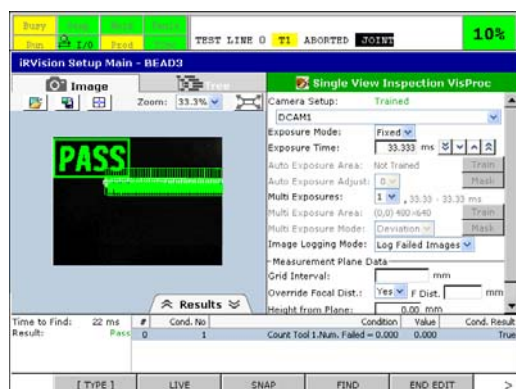 Busy
Run I/O Prod
TEST LINE 0 T1 ABORTED JOINT
10%
iRVision Setup Main - BEAD3
Image
Tree
Single View Inspection VisProc
Zoom: 33.3%
PASS
Camera Setup: Trained
DCAM1
Exposure Mode: Fixed
Exposure Time: 33.333 ms
Auto Exposure Area: Not Trained Train
Auto Exposure Adjust: 0 Mask
Multi Exposures: 1 , 33.33 - 33.33 ms
Multi Exposure Area: (0,0) 480×640 Train
Multi Exposure Mode: Deviation Mask
Image Logging Mode: Log Failed Images
Measurement Plane Data
Grid Interval: mm
Override Focal Dist.: Yes F Dist. mm
Height from Plane: 0.00 mm
Results
Time to Find: 22 ms
Result: Pass
# Cond. No Condition Value Cond. Result
0 1 Count Tool 1.Num. Failed = 0.000 0.000 True
[ TYPE ] LIVE SNAP FIND END EDIT >